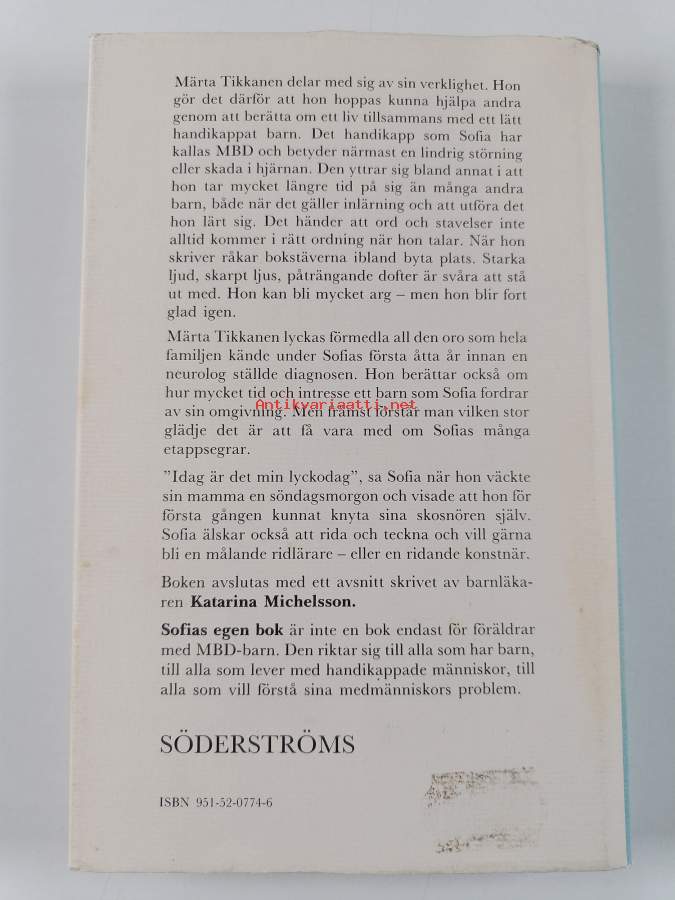 Märta Tikkanen delar med sig av sin verklighet. Hon
gör det därför att hon hoppas kunna hjälpa andra
genom att berätta om ett liv tillsammans med ett lätt
handikappat barn. Det handikapp som Sofia har
kallas MBD och betyder närmast en lindrig störning
eller skada i hjärnan. Den yttrar sig bland annat i att
hon tar mycket längre tid på sig än många andra
barn, både när det gäller inlärning och att utföra det
hon lärt sig. Det händer att ord och stavelser inte
alltid kommer i rätt ordning när hon talar. När hon
skriver råkar bokstäverna ibland byta plats. Starka
ljud, skarpt ljus, påträngande dofter är svåra att stå
ut med. Hon kan bli mycket arg – men hon blir fort
glad igen.
Märta Tikkanen lyckas förmedla all den oro som hela
familjen kände under Sofias första åtta år innan en
neurolog ställde diagnosen. Hon berättar också om
hur mycket tid och intresse ett barn som Sofia fordrar
Antikvariaatti.net
av sin omgivning. Men främst förstår man vilken stor
glädje det är att få vara med om Sofias många
etappsegrar.
”Idag är det min lyckodag”, sa Sofia när hon väckte
sin mamma en söndagsmorgon och visade att hon för
första gången kunnat knyta sina skosnören själv.
Sofia älskar också att rida och teckna och vill gärna
bli en målande ridlärare – eller en ridande konstnär.
Boken avslutas med ett avsnitt skrivet av barnläka-
ren Katarina Michelsson.
Sofias egen bok är inte en bok endast för föräldrar
med MBD-barn. Den riktar sig till alla som har barn,
till alla som lever med handikappade människor, till
alla som vill förstå sina medmänniskors problem.
SÖDERSTRÖMS
ISBN 951-52-0774-6